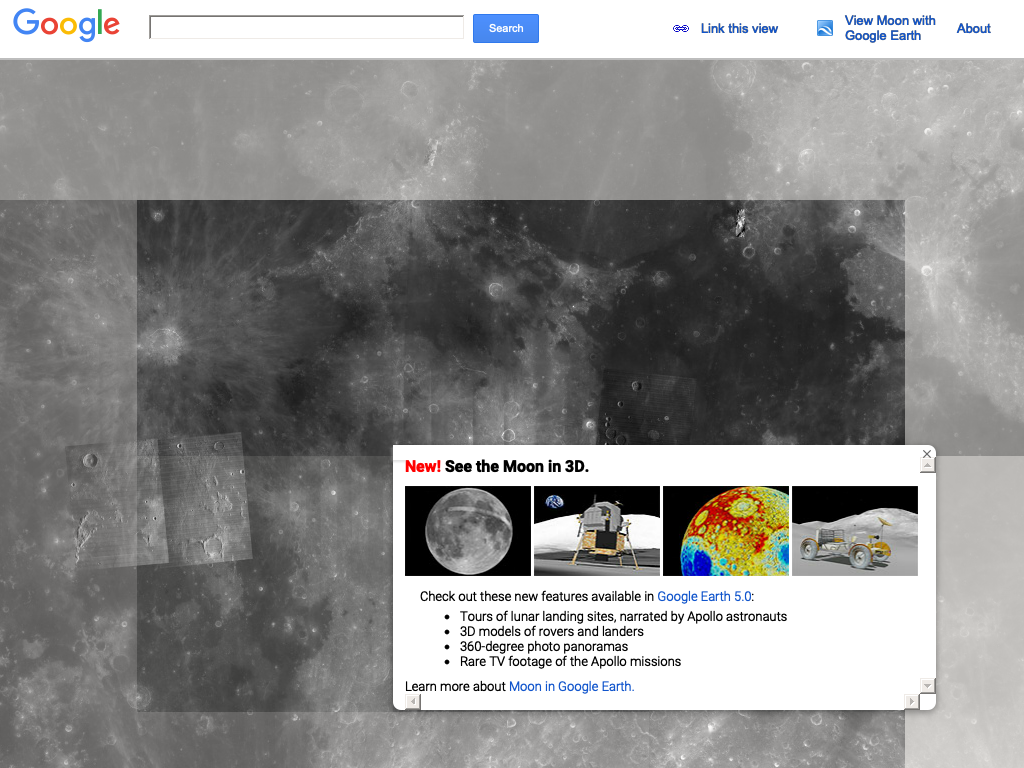 Google
Search
Link this view
View Moon with
Google Earth
About
New! See the Moon in 3D.
Check out these new features available in Google Earth 5.0:
• Tours of lunar landing sites, narrated by Apollo astronauts
• 3D models of rovers and landers
• 360-degree photo panoramas
• Rare TV footage of the Apollo missions
Learn more about Moon in Google Earth.